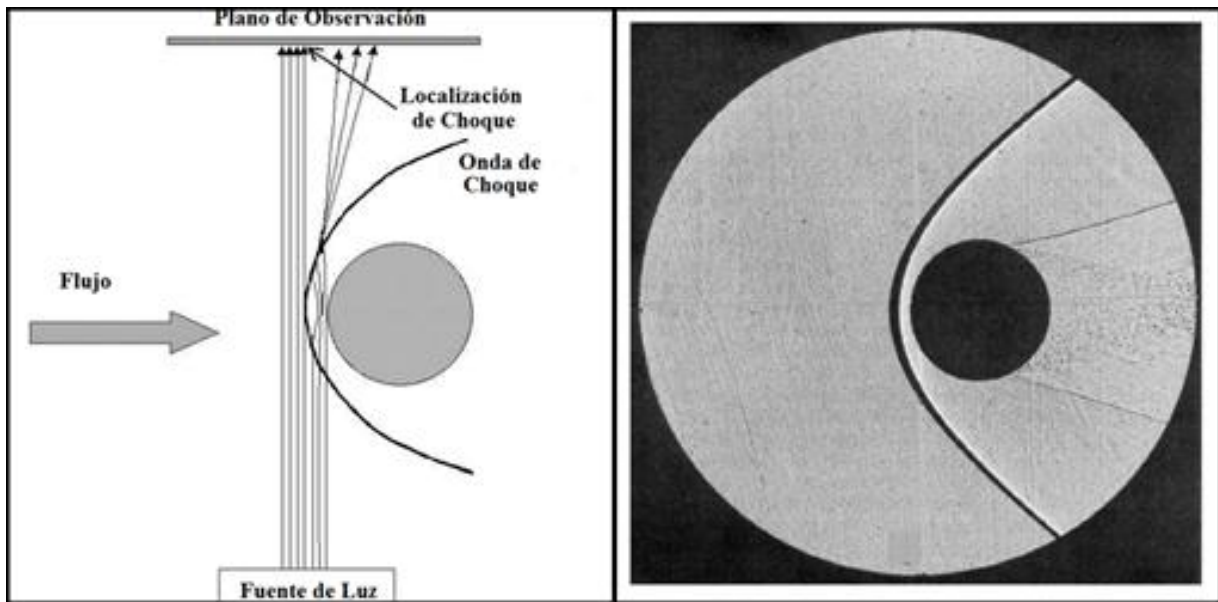 Plano de Observación
Localización
de Choque
Onda de
Choque
Flujo
Fuente de Luz